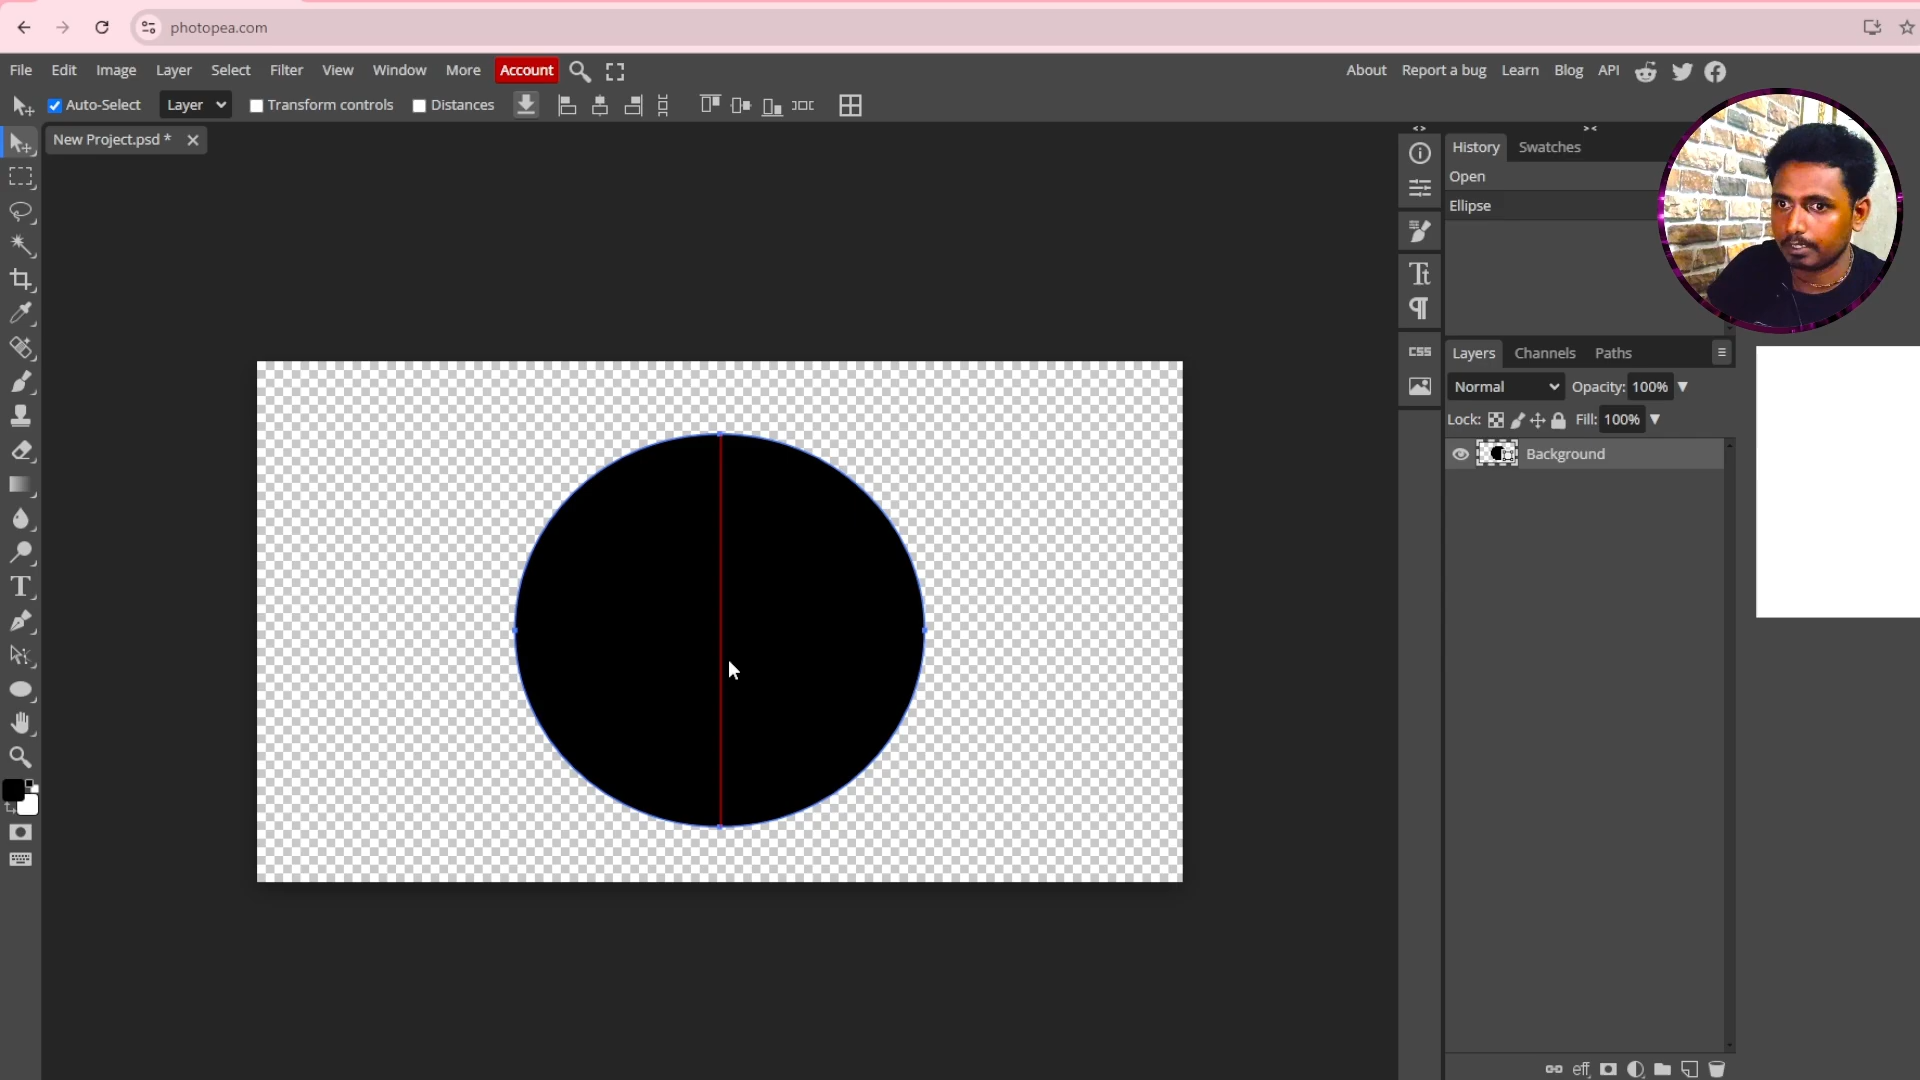 photopea.com
File Edit Image Layer Select Filter View Window More Account About Report a bug Learn Blog API
Auto-Select Layer Transform controls Distances
New Project.psd *
History Swatches
Open
Ellipse
CSS
Layers Channels Paths
Normal Opacity: 100%
Lock: Fill: 100%
Background
eff